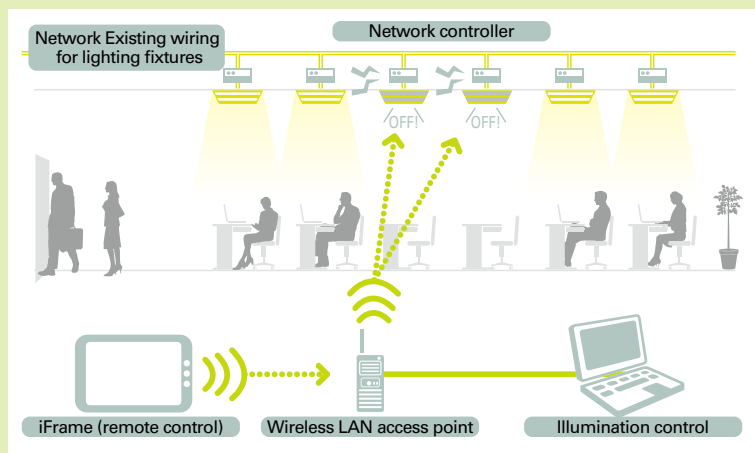 Network Existing wiring
for lighting fixtures
Network controller
OFF!
OFF!
iFrame (remote control)
Wireless LAN access point
Illumination control